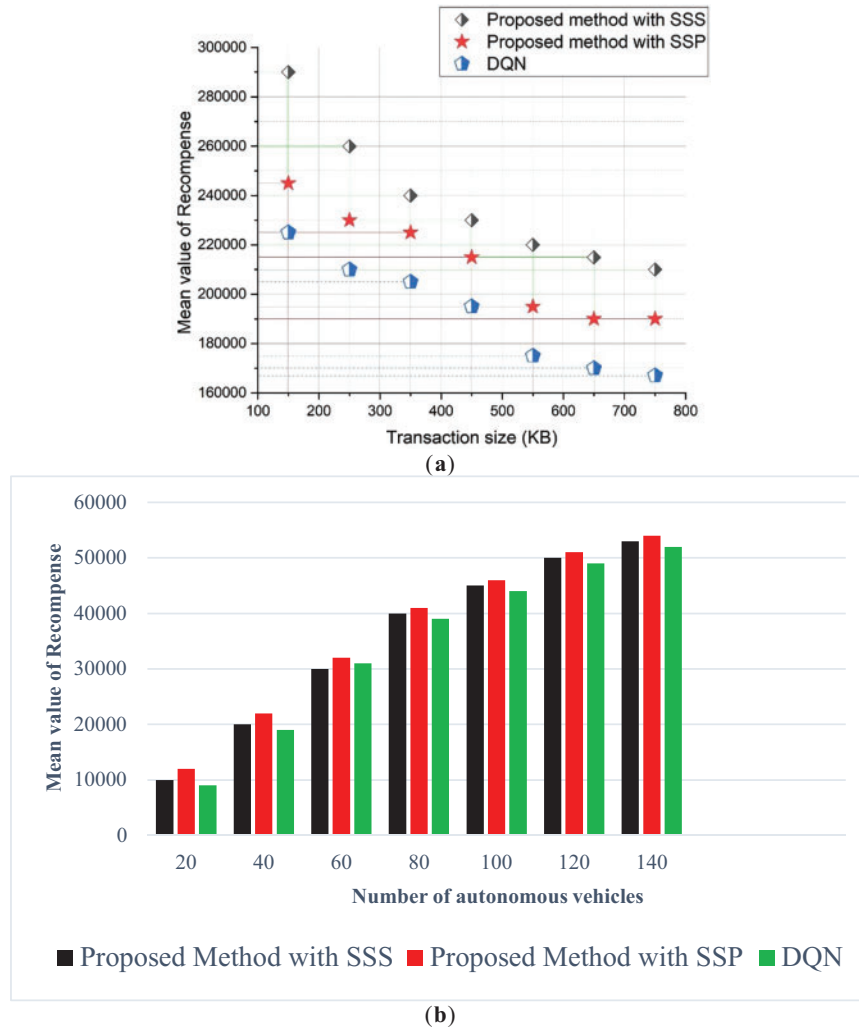 Proposed method with SSS
Proposed method with SSP
DQN
300000
280000
260000
240000
220000
200000
180000
160000
Mean value of Recompense
100 200 300 400 500 600 700 800
Transaction size (KB)
(a)
60000
50000
40000
30000
20000
10000
0
Mean value of Recompense
20 40 60 80 100 120 140
Number of autonomous vehicles
Proposed Method with SSS Proposed Method with SSP DQN
(b)